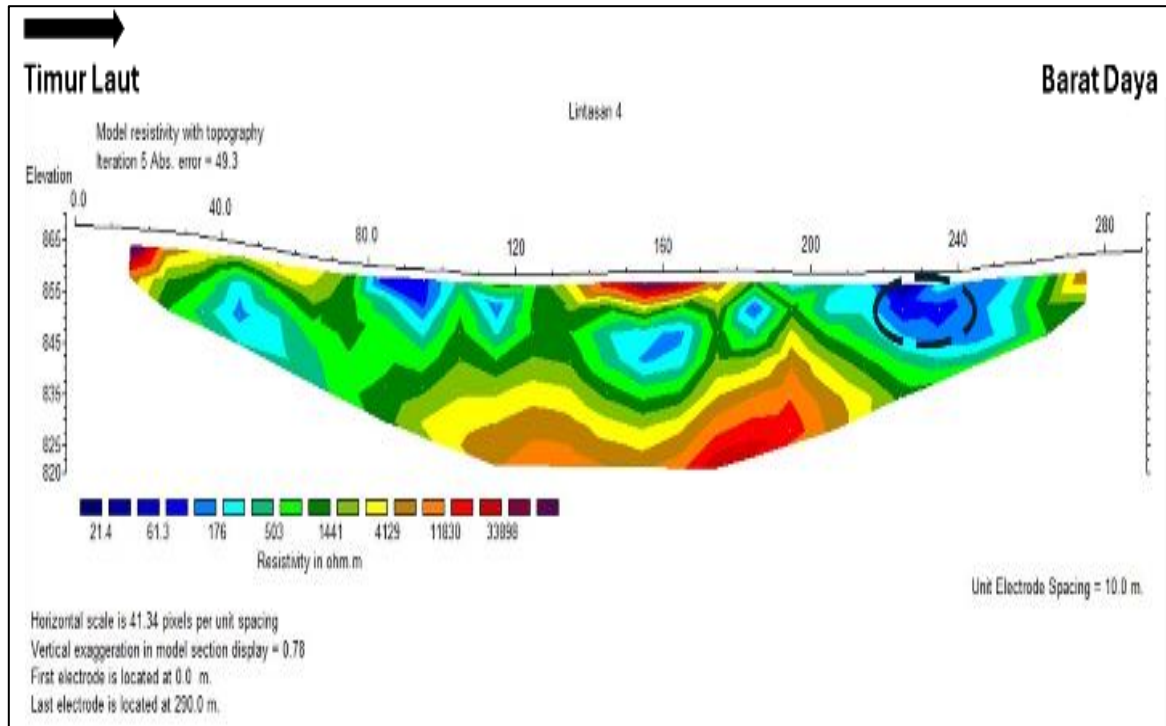 Timur Laut
Barat Daya
Lintasan 4
Model resistivity with topography
Iteration 5 Abs. error = 49.3
Elevation
0.0
40.0
80.0
120
160
200
240
280
865
855
845
835
825
820
21.4 61.3 176 503 1441 4129 11830 33898
Resistivity in ohm.m
Unit Electrode Spacing = 10.0 m.
Horizontal scale is 41.34 pixels per unit spacing
Vertical exaggeration in model section display = 0.78
First electrode is located at 0.0 m.
Last electrode is located at 290.0 m.